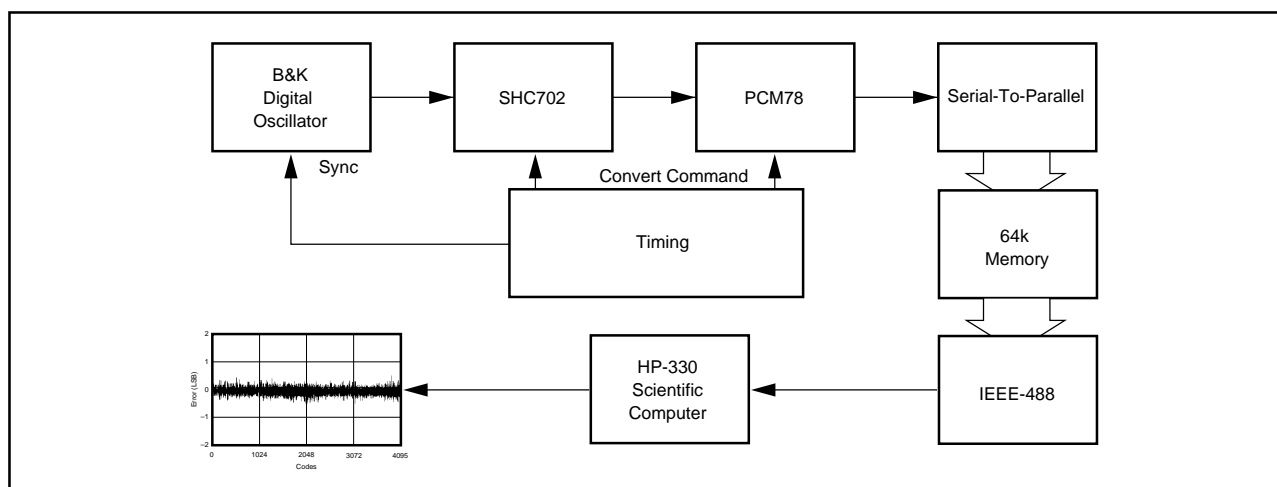 B&K
Digital
Oscillator
SHC702
PCM78
Serial-To-Parallel
Sync
Convert Command
Timing
64k
Memory
2
1
0
–1
–2
Error (LSB)
0
1024
2048
3072
4095
Codes
HP-330
Scientific
Computer
IEEE-488